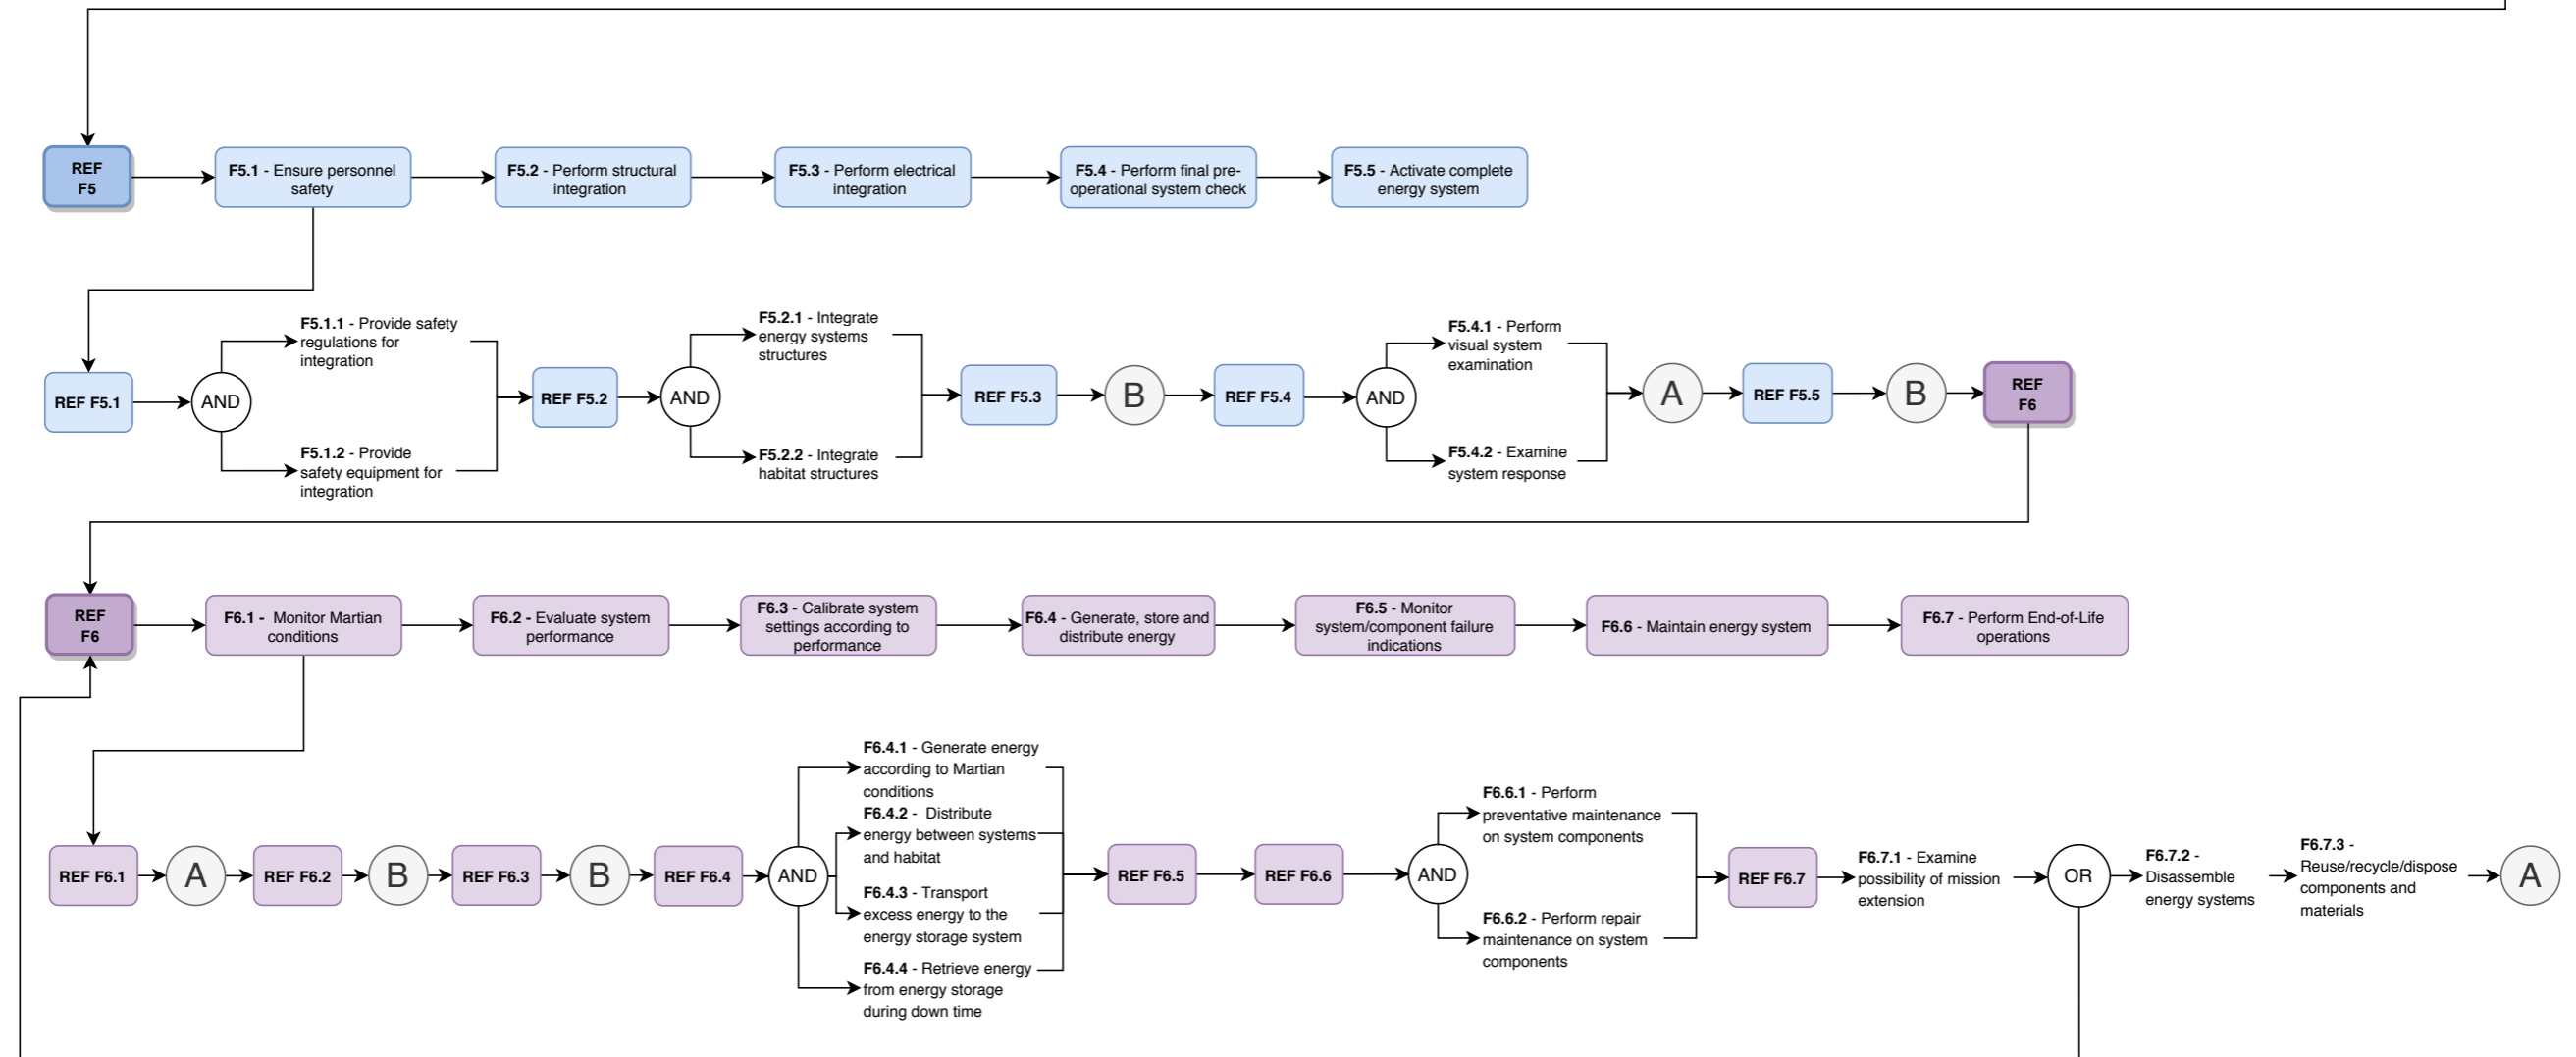 REF
F5
F5.1 - Ensure personnel
safety
F5.2 - Perform structural
integration
F5.3 - Perform electrical
integration
F5.4 - Perform final pre-
operational system check
F5.5 - Activate complete
energy system
REF F5.1
AND
F5.1.1 - Provide safety
regulations for
integration
F5.1.2 - Provide
safety equipment for
integration
REF F5.2
AND
F5.2.1 - Integrate
energy systems
structures
F5.2.2 - Integrate
habitat structures
REF F5.3
B
REF F5.4
AND
F5.4.1 - Perform
visual system
examination
F5.4.2 - Examine
system response
A
REF F5.5
B
REF
F6
REF
F6
F6.1 - Monitor Martian
conditions
F6.2 - Evaluate system
performance
F6.3 - Calibrate system
settings according to
performance
F6.4 - Generate, store and
distribute energy
F6.5 - Monitor
system/component failure
indications
F6.6 - Maintain energy system
F6.7 - Perform End-of-Life
operations
REF F6.1
A
REF F6.2
B
REF F6.3
B
REF F6.4
AND
F6.4.1 - Generate energy
according to Martian
conditions
F6.4.2 - Distribute
energy between systems
and habitat
F6.4.3 - Transport
excess energy to the
energy storage system
F6.4.4 - Retrieve energy
from energy storage
during down time
REF F6.5
REF F6.6
AND
F6.6.1 - Perform
preventative maintenance
on system components
F6.6.2 - Perform repair
maintenance on system
components
REF F6.7
F6.7.1 - Examine
possibility of mission
extension
OR
F6.7.2 -
Disassemble
energy systems
F6.7.3 -
Reuse/recycle/dispose
components and
materials
A